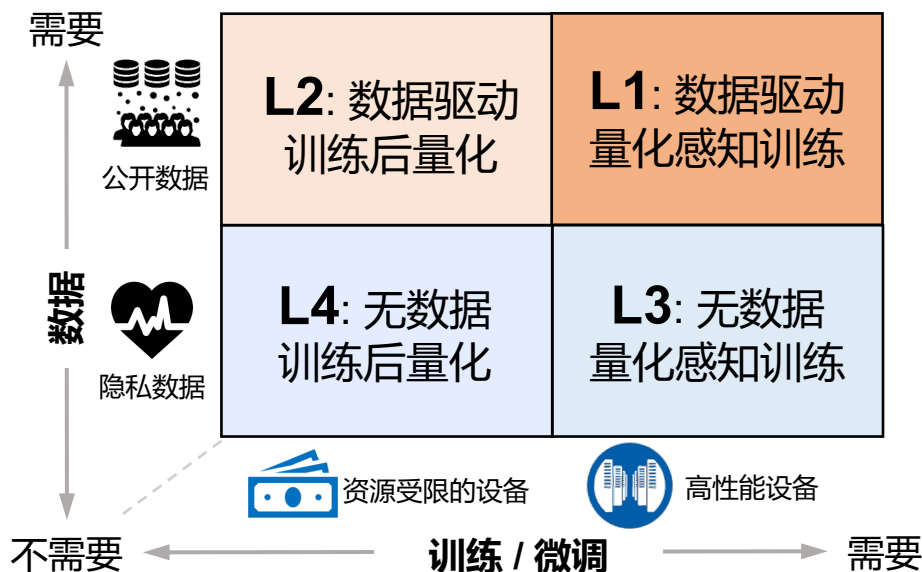 需要
L2: 数据驱动
训练后量化
L1: 数据驱动
量化感知训练
公开数据
数据
L4: 无数据
训练后量化
L3: 无数据
量化感知训练
隐私数据
资源受限的设备
高性能设备
不需要
训练 / 微调
需要